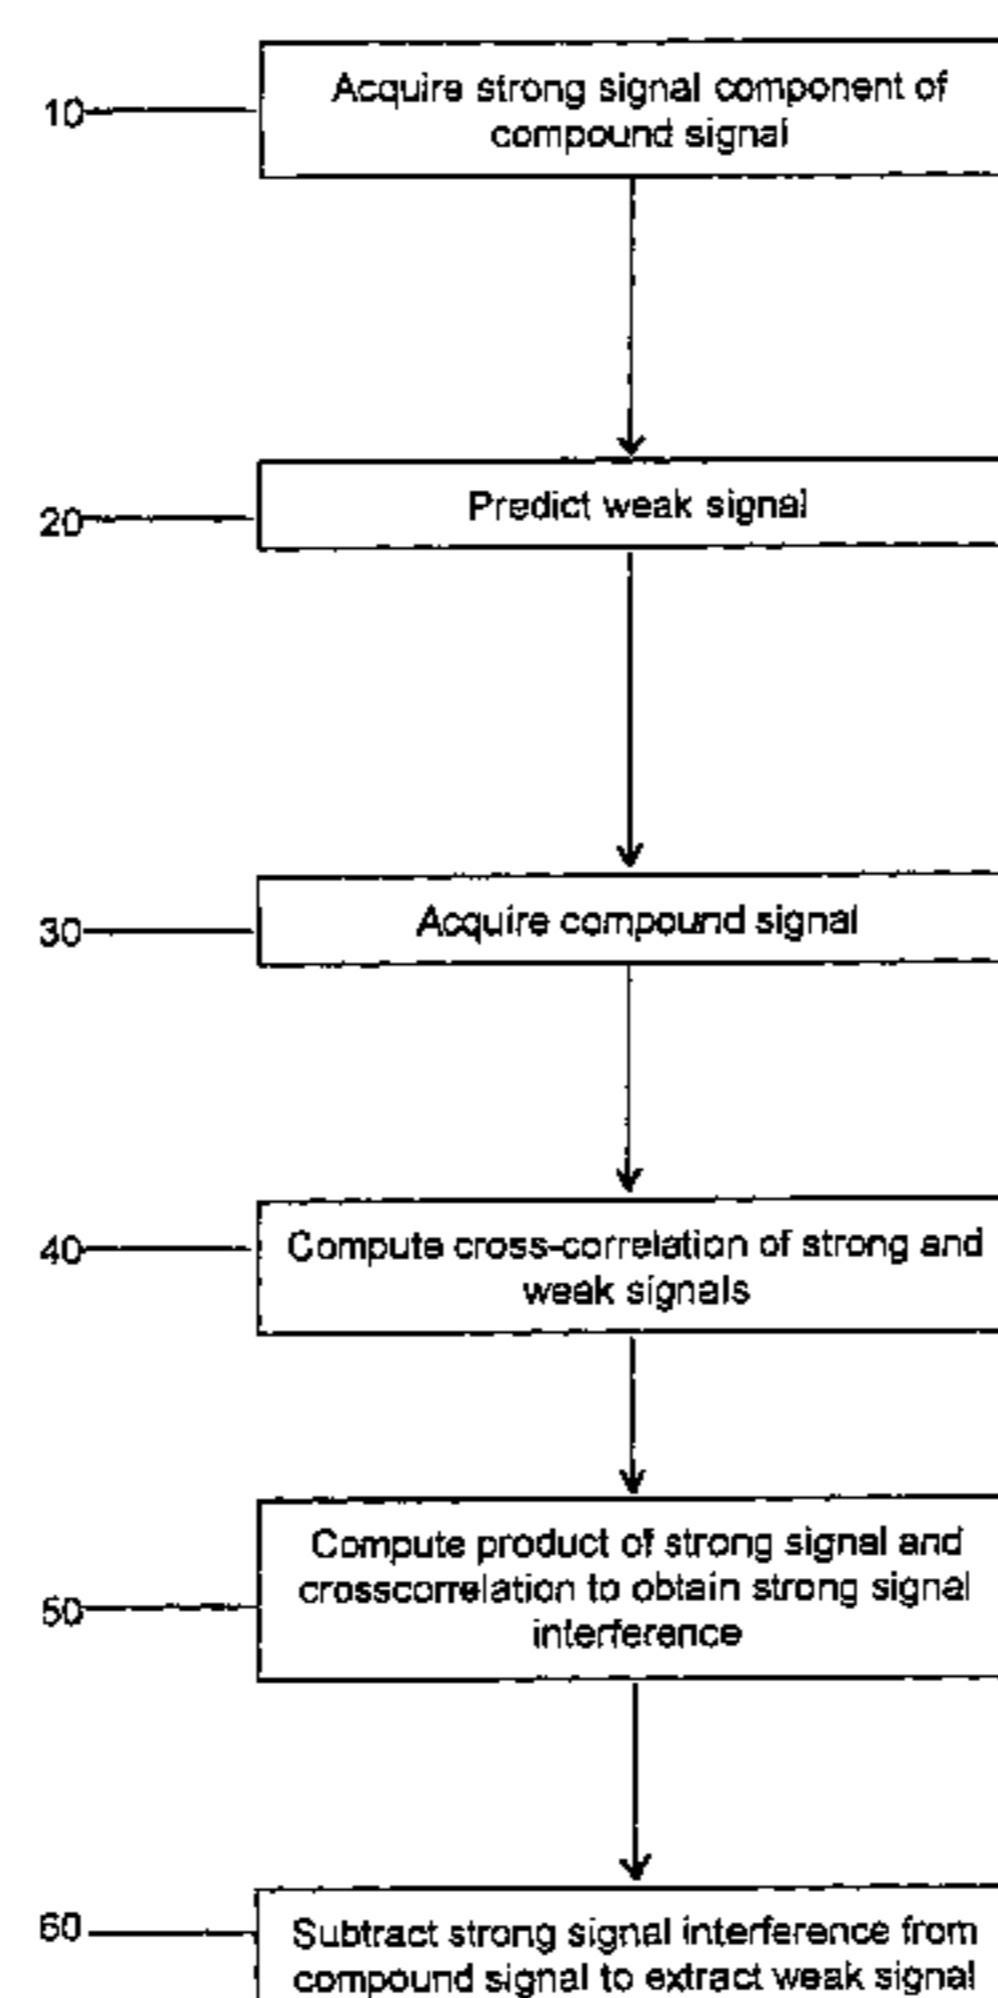 10
Acquire strong signal component of
compound signal
20
Predict weak signal
30
Acquire compound signal
40
Compute cross-correlation of strong and
weak signals
50
Compute product of strong signal and
crosscorrelation to obtain strong signal
interference
60
Subtract strong signal interference from
compound signal to extract weak signal